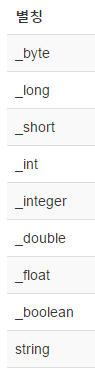 별칭
_byte
_long
_short
_int
_integer
_double
_float
_boolean
string